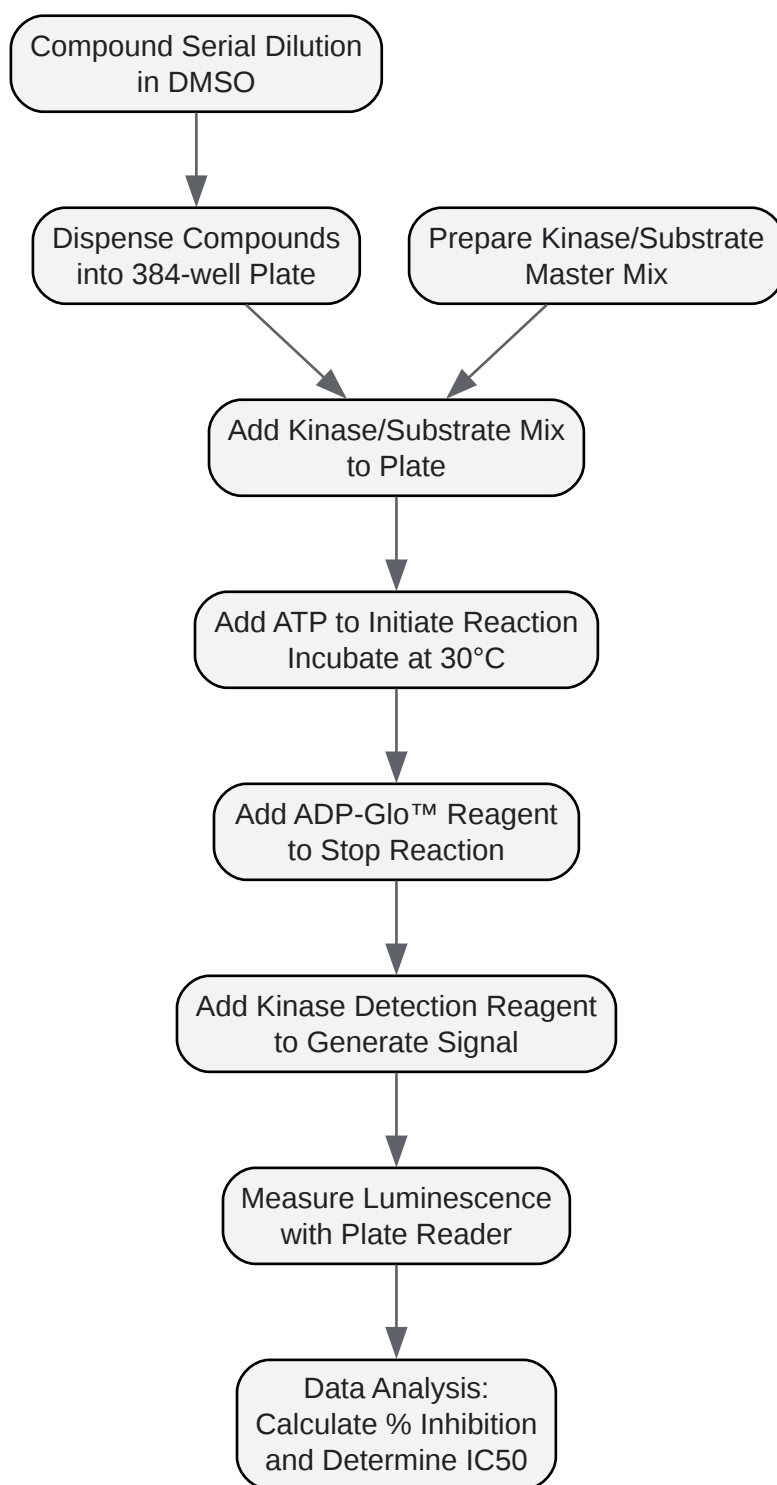 Compound Serial Dilution
in DMSO
Dispense Compounds
into 384-well Plate
Prepare Kinase/Substrate
Master Mix
Add Kinase/Substrate Mix
to Plate
Add ATP to Initiate Reaction
Incubate at 30°C
Add ADP-Glo™ Reagent
to Stop Reaction
Add Kinase Detection Reagent
to Generate Signal
Measure Luminescence
with Plate Reader
Data Analysis:
Calculate % Inhibition
and Determine IC50